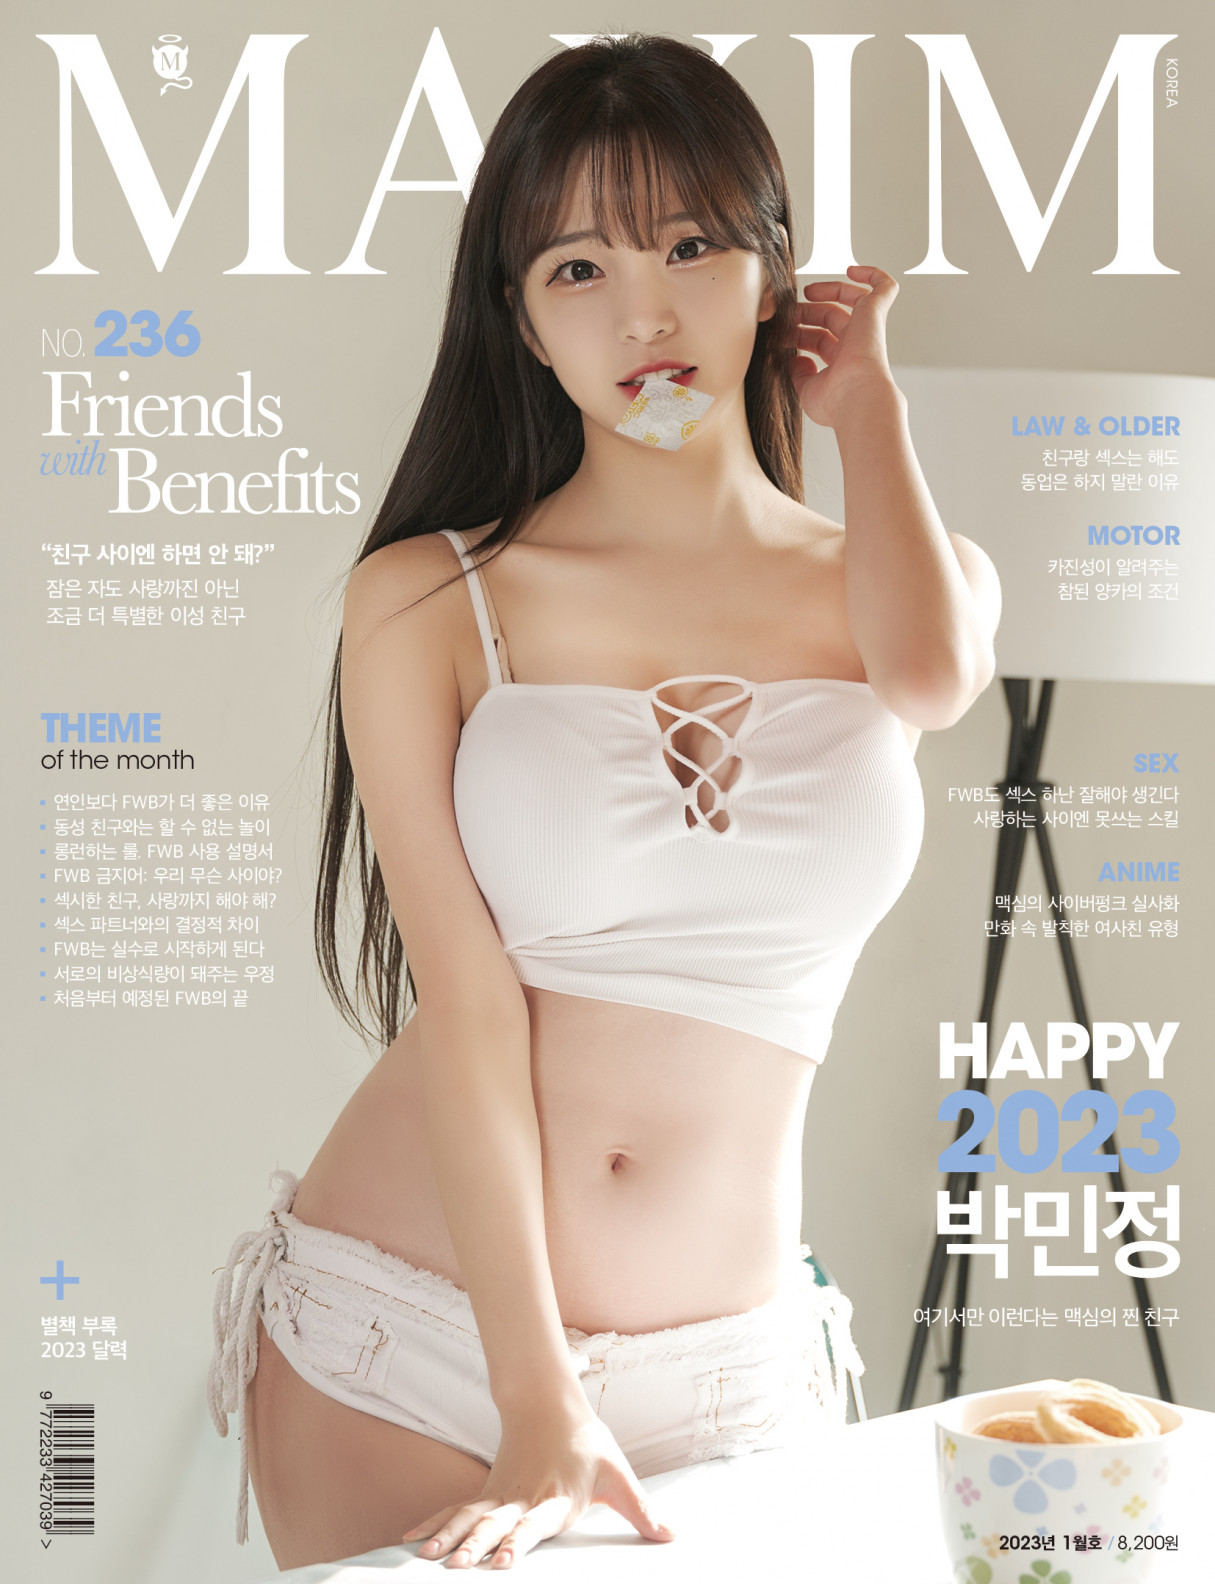 MAXIM
KOREA
M
NO. 236
Friends
with Benefits
“친구 사이엔 하면 안 돼?”
잠은 자도 사랑까진 아닌
조금 더 특별한 이성 친구
THEME
of the month
▪ 연인보다 FWB가 더 좋은 이유
▪ 동성 친구와는 할 수 없는 놀이
▪ 롱런하는 룰. FWB 사용 설명서
▪ FWB 금지어: 우리 무슨 사이야?
▪ 섹시한 친구, 사랑까지 해야 해?
▪ 섹스 파트너와의 결정적 차이
▪ FWB는 실수로 시작하게 된다
▪ 서로의 비상식량이 돼주는 우정
▪ 처음부터 예정된 FWB의 끝
+
별책 부록
2023 달력
9 772233 427039 >
LAW & OLDER
친구랑 섹스는 해도
동업은 하지 말란 이유
MOTOR
카진성이 알려주는
참된 양카의 조건
SEX
FWB도 섹스 하난 잘해야 생긴다
사랑하는 사이엔 못쓰는 스킬
ANIME
맥심의 사이버펑크 실사화
만화 속 발칙한 여사친 유형
HAPPY
2023
박민정
여기서만 이런다는 맥심의 찐 친구
2023년 1월호 / 8,200원